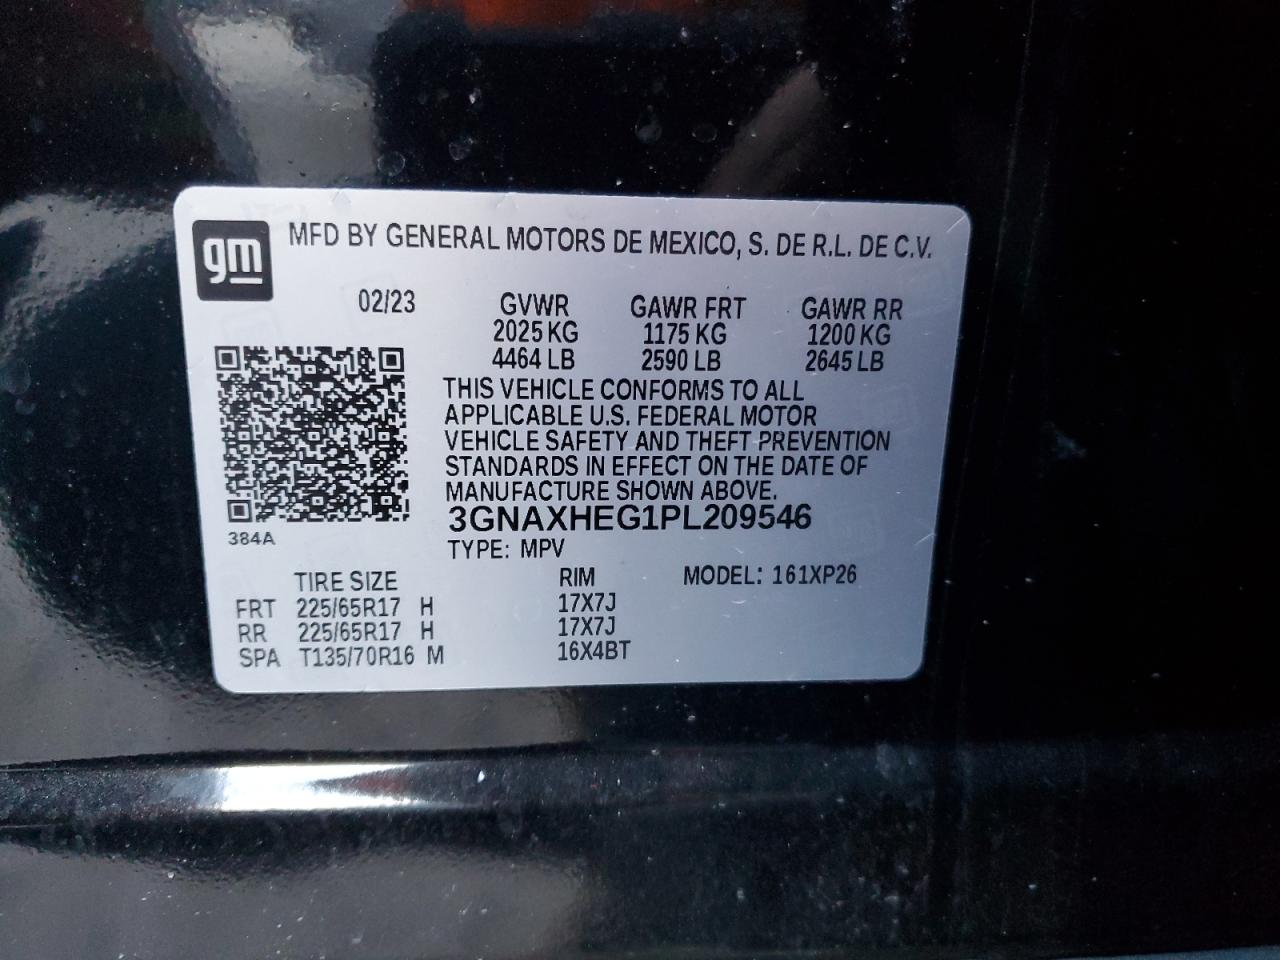 gm MFD BY GENERAL MOTORS DE MEXICO, S. DE R.L. DE C.V.
02/23 GVWR GAWR FRT GAWR RR
2025 KG 1175 KG 1200 KG
4464 LB 2590 LB 2645 LB
THIS VEHICLE CONFORMS TO ALL
APPLICABLE U.S. FEDERAL MOTOR
VEHICLE SAFETY AND THEFT PREVENTION
STANDARDS IN EFFECT ON THE DATE OF
MANUFACTURE SHOWN ABOVE.
3GNAXHEG1PL209546
384A
TYPE: MPV
TIRE SIZE RIM MODEL: 161XP26
FRT 225/65R17 H 17X7J
RR 225/65R17 H 17X7J
SPA T135/70R16 M 16X4BT